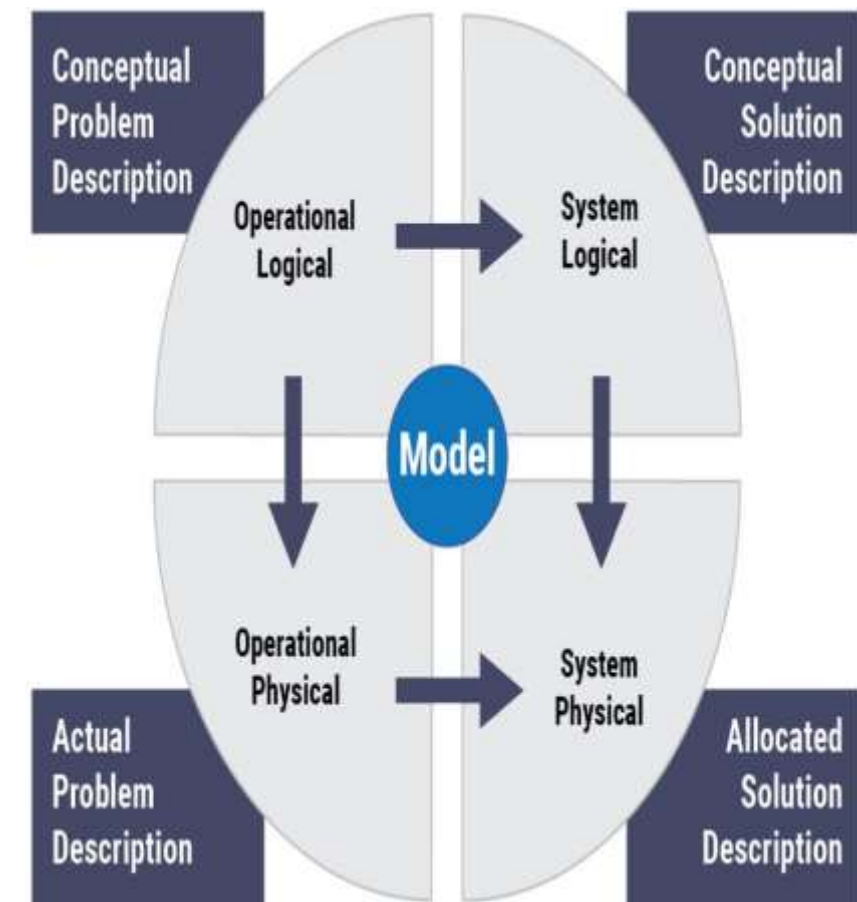 Conceptual
Problem
Description
Conceptual
Solution
Description
Operational
Logical
System
Logical
Model
Operational
Physical
System
Physical
Actual
Problem
Description
Allocated
Solution
Description